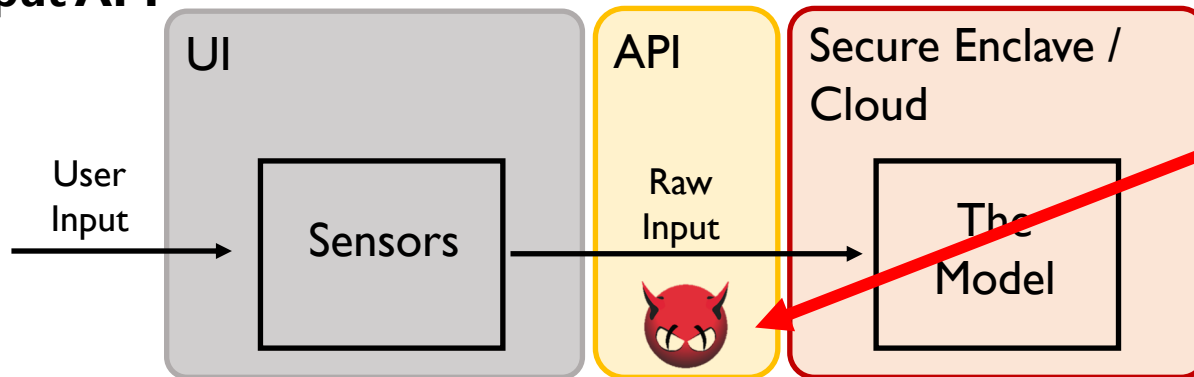 UI
API
Secure Enclave /
Cloud
User
Input
Sensors
Raw
Input
The
Model